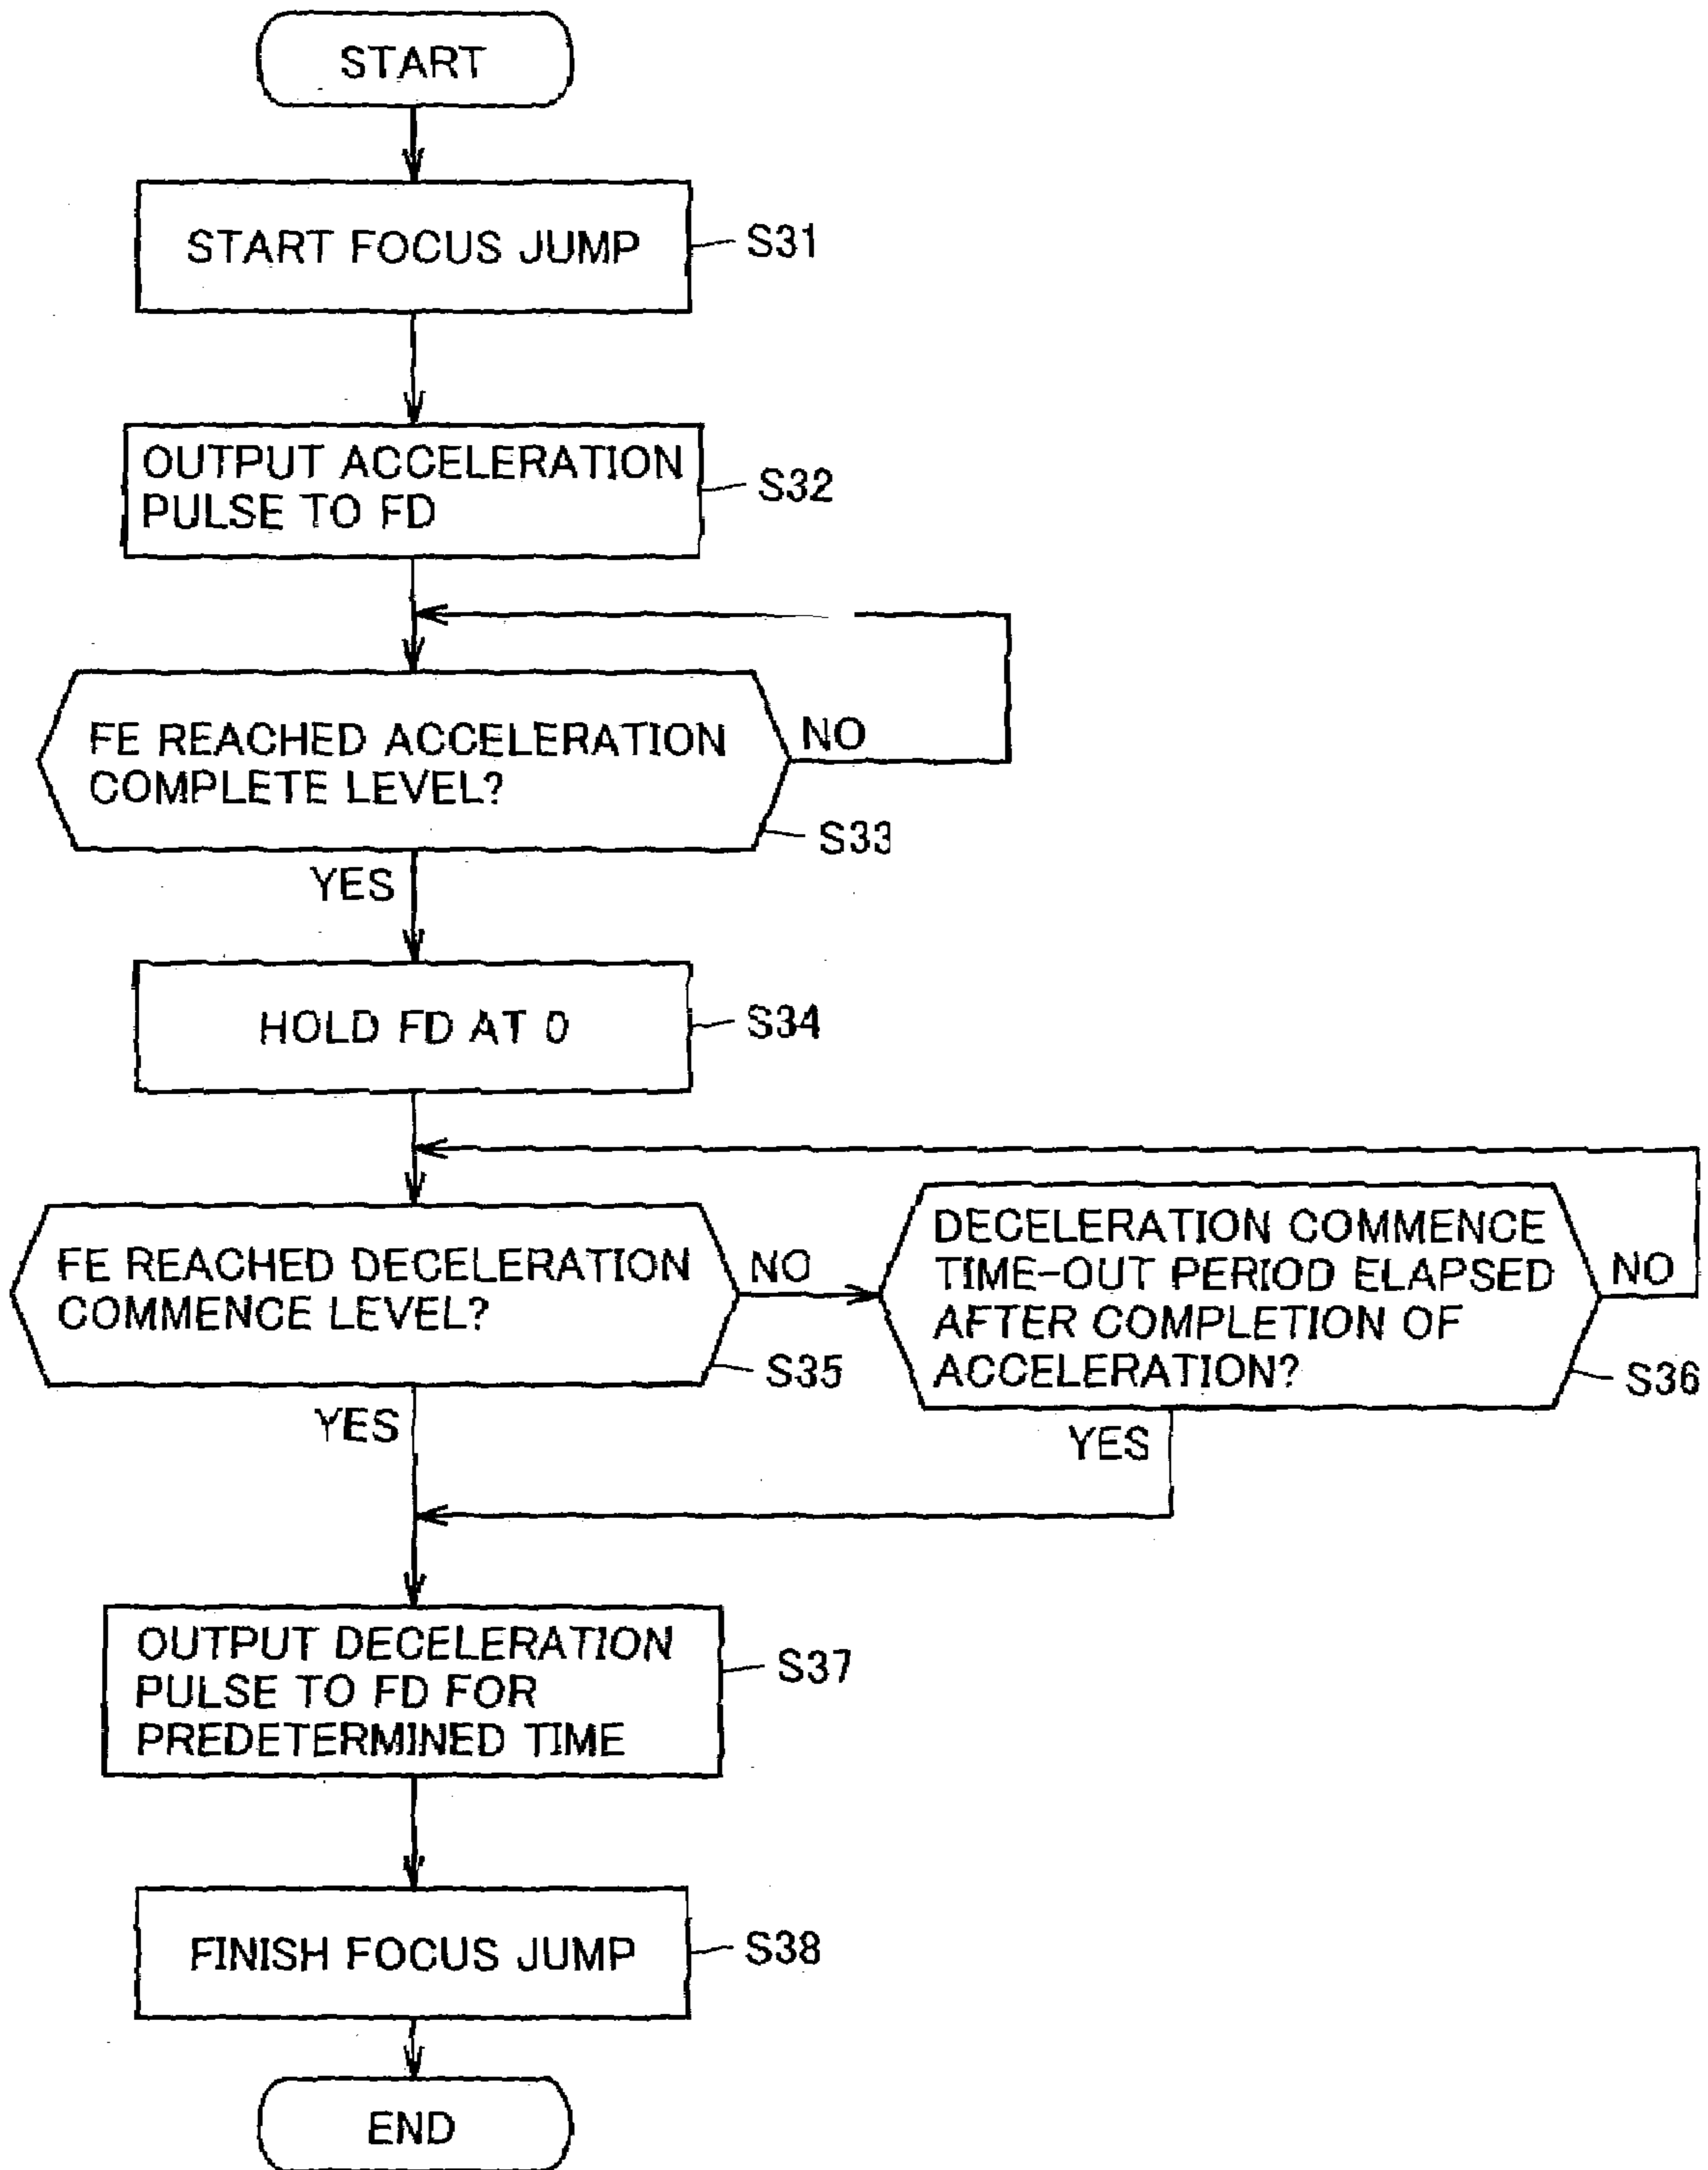 START
START FOCUS JUMP
S31
OUTPUT ACCELERATION
PULSE TO FD
S32
FE REACHED ACCELERATION
COMPLETE LEVEL?
NO
S33
YES
HOLD FD AT 0
S34
FE REACHED DECELERATION
COMMENCE LEVEL?
NO
S35
YES
DECELERATION COMMENCE
TIME-OUT PERIOD ELAPSED
AFTER COMPLETION OF
ACCELERATION?
NO
S36
YES
OUTPUT DECELERATION
PULSE TO FD FOR
PREDETERMINED TIME
S37
FINISH FOCUS JUMP
S38
END